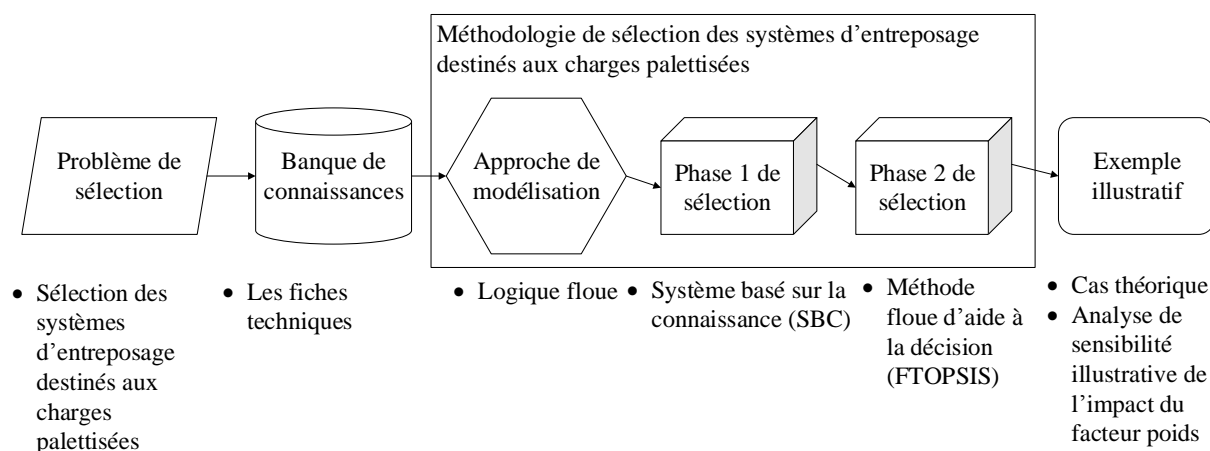 Méthodologie de sélection des systèmes d'entreposage
destinés aux charges palettisées
Problème de
sélection
Banque de
connaissances
Approche de
modélisation
Phase 1 de
sélection
Phase 2 de
sélection
Exemple
illustratif
• Sélection des
systèmes
d'entreposage
destinés aux
charges
palettisées
• Les fiches
techniques
• Logique floue
• Système basé sur la
connaissance (SBC)
• Méthode
floue d'aide à
la décision
(FTOPSIS)
• Cas théorique
• Analyse de
sensibilité
illustrative de
l'impact du
facteur poids